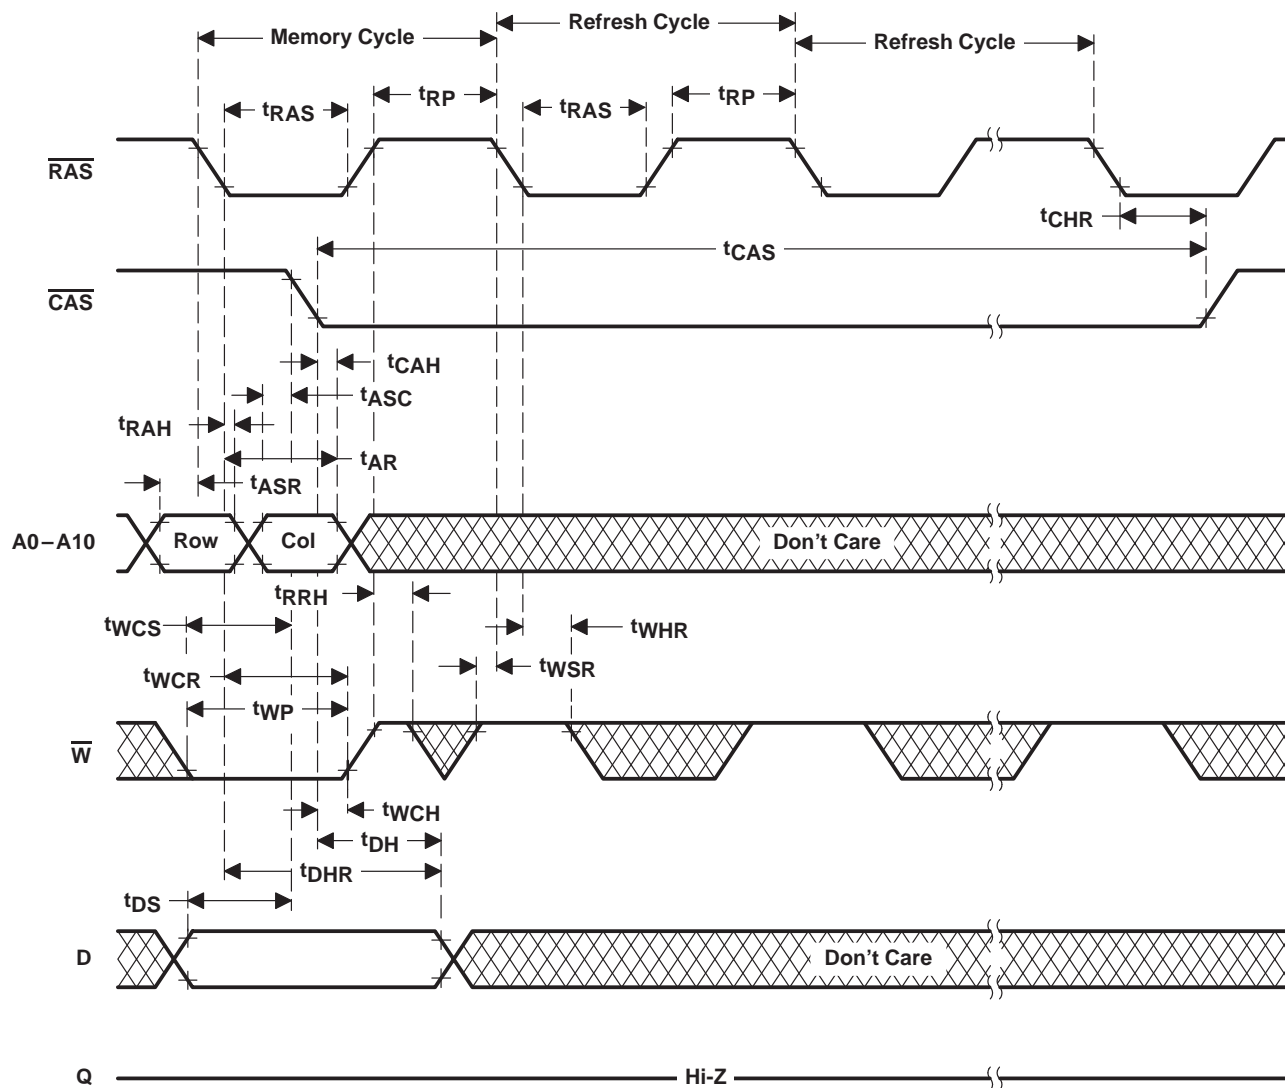 Memory Cycle
Refresh Cycle
Refresh Cycle
tRAS
tRP
tRAS
tRP
RAS
tCHR
tCAS
CAS
tCAH
tASC
tRAH
tAR
tASR
A0–A10
Row
Col
Don't Care
tRRH
tWCS
tWHR
tWSR
tWCR
tWP
W
tWCH
tDH
tDHR
tDS
D
Don't Care
Q
Hi-Z